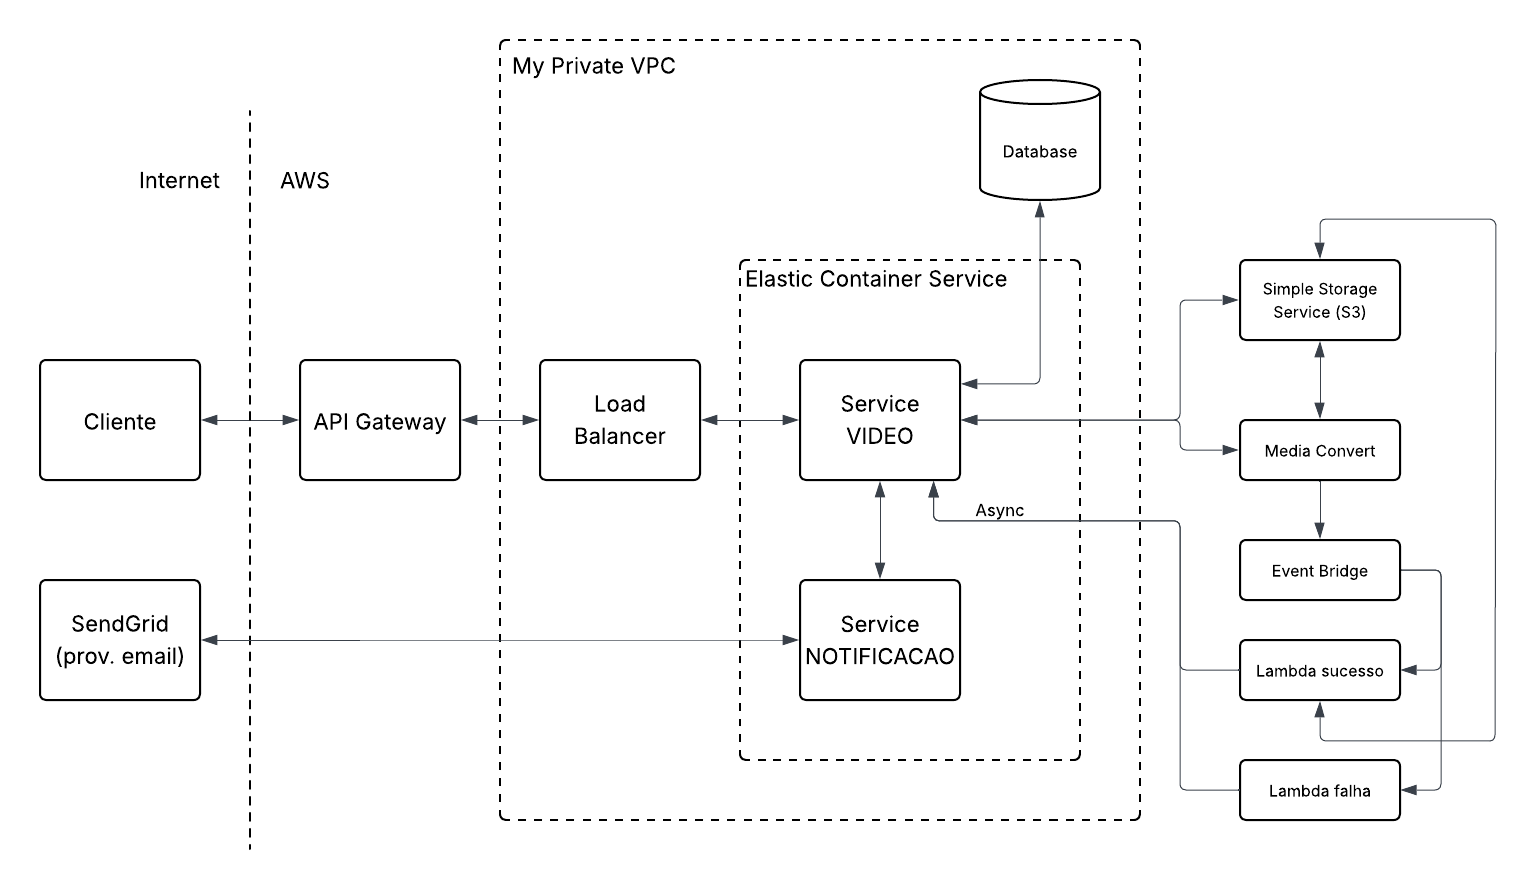 My Private VPC
Database
Internet
AWS
Elastic Container Service
Simple Storage
Service (S3)
Cliente
API Gateway
Load
Balancer
Service
VIDEO
Media Convert
Async
Event Bridge
SendGrid
(prov. email)
Service
NOTIFICACAO
Lambda sucesso
Lambda falha